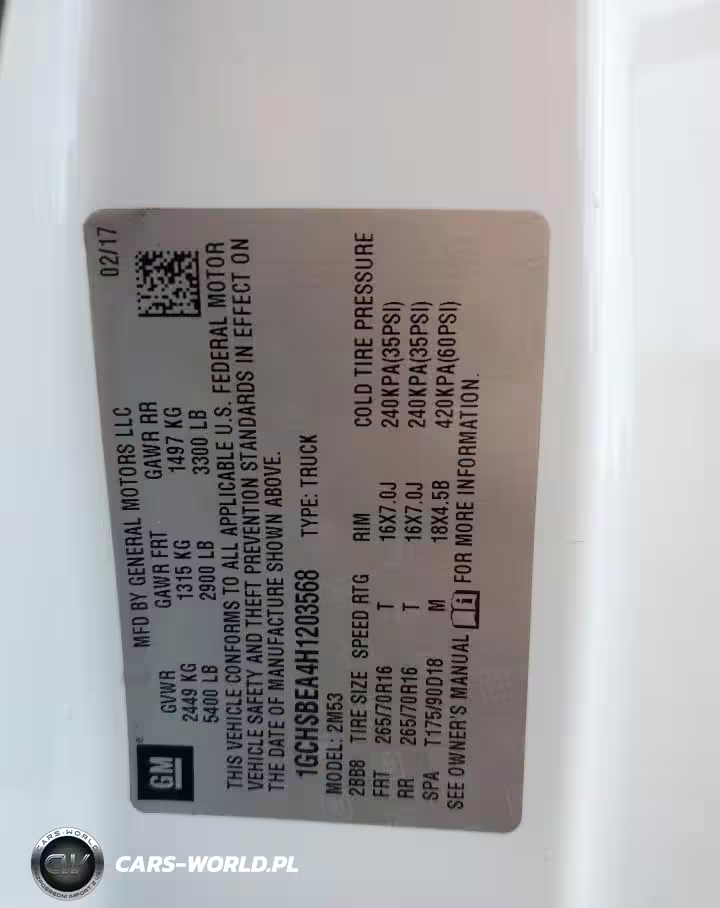 MFD BY GENERAL MOTORS LLC 02/17
GM
GVWR GAWR FRT GAWR RR
2449 KG 1315 KG 1497 KG
5400 LB 2900 LB 3300 LB
THIS VEHICLE CONFORMS TO ALL APPLICABLE U.S. FEDERAL MOTOR
VEHICLE SAFETY AND THEFT PREVENTION STANDARDS IN EFFECT ON
THE DATE OF MANUFACTURE SHOWN ABOVE.
1GCHSBEA4H1203568 TYPE: TRUCK
MODEL: 2M53
2BB8 TIRE SIZE SPEED RTG RIM COLD TIRE PRESSURE
FRT 265/70R16 T 16X7.0J 240KPA(35PSI)
RR 265/70R16 T 16X7.0J 240KPA(35PSI)
SPA T175/90D18 M 18X4.5B 420KPA(60PSI)
SEE OWNER'S MANUAL FOR MORE INFORMATION.
CARS-WORLD
CW
CARS-WORLD.PL